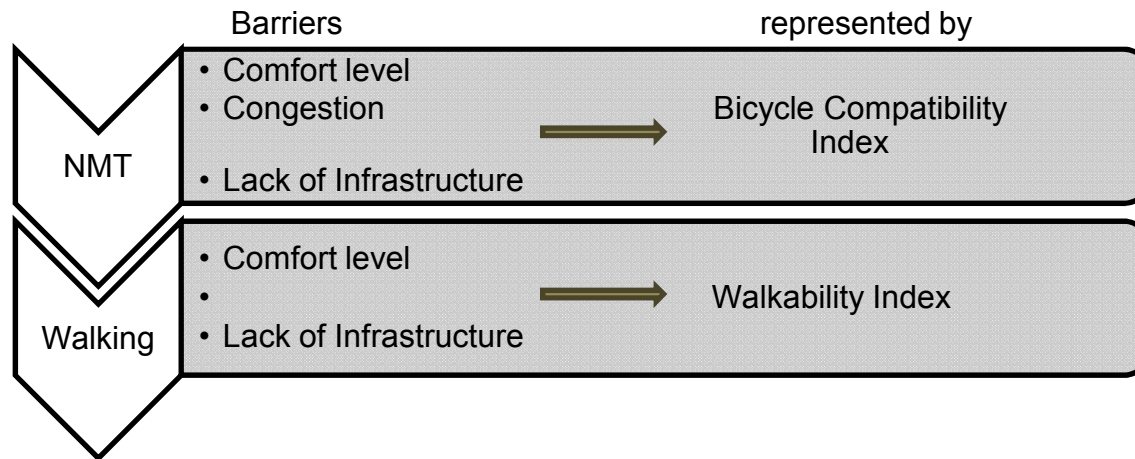 Barriers
represented by
NMT
• Comfort level
• Congestion
• Lack of Infrastructure
Bicycle Compatibility
Index
Walking
• Comfort level
•
• Lack of Infrastructure
Walkability Index